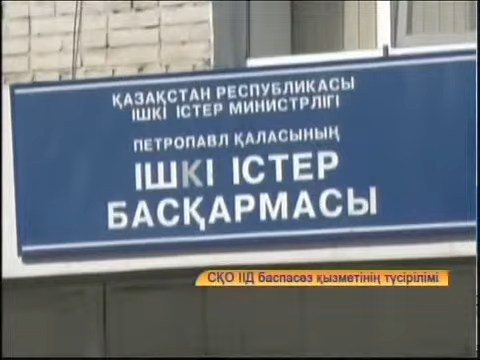 ҚАЗАҚСТАН РЕСПУБЛИКАСЫ
ІШКІ ІСТЕР МИНИСТРЛІГІ
ПЕТРОПАВЛ ҚАЛАСЫНЫҢ
ІШКІ ІСТЕР
БАСҚАРМАСЫ
СҚО ІІД баспасөз қызметінің түсірілімі